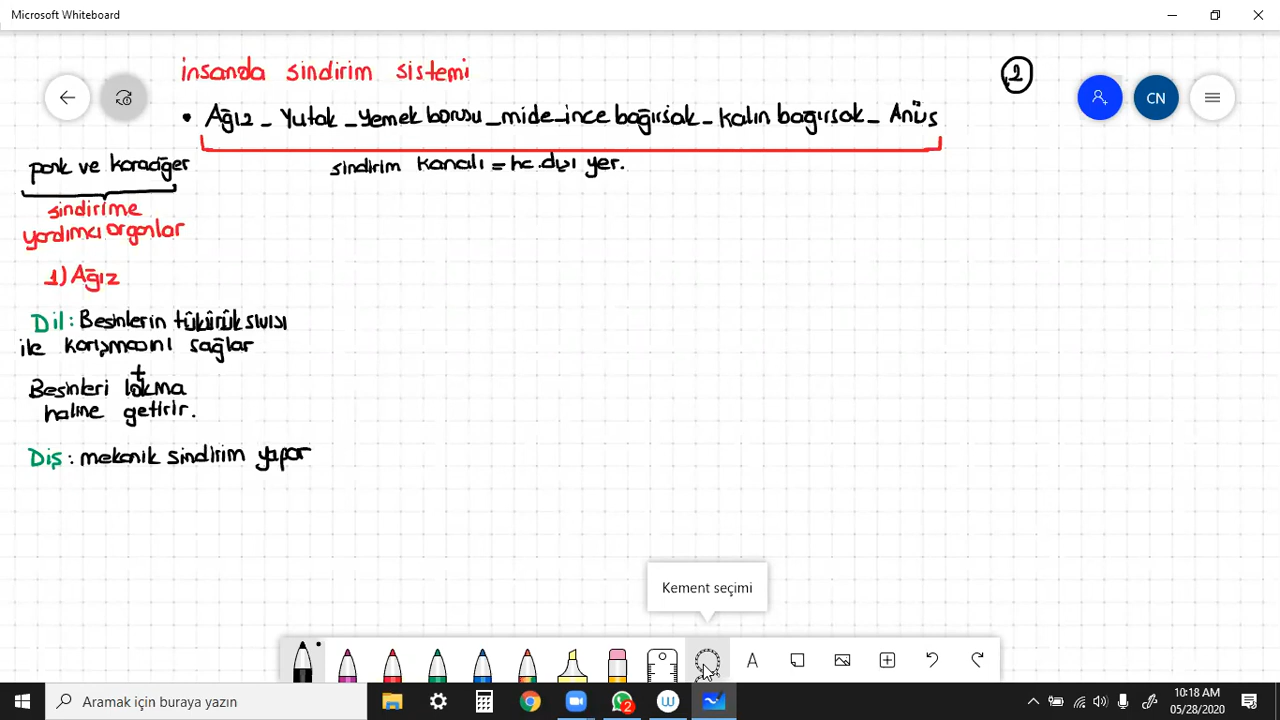 Microsoft Whiteboard
insanda sindirim sistemi
2
CN
• Ağız - Yutak - yemek borusu - mide - ince bağırsak - kalın bağırsak - Anüs
sindirim kanalı = hc. dışı yer.
pank ve karaciğer
sindirime
yardımcı organlar
1) Ağız
Dil: Besinlerin tükürük sıvısı
ile karışmasını sağlar
+
Besinleri lokma
haline getirir.
Diş: mekanik sindirim yapar
Kement seçimi
A
Aramak için buraya yazın
2
W
10:18 AM
05/28/2020